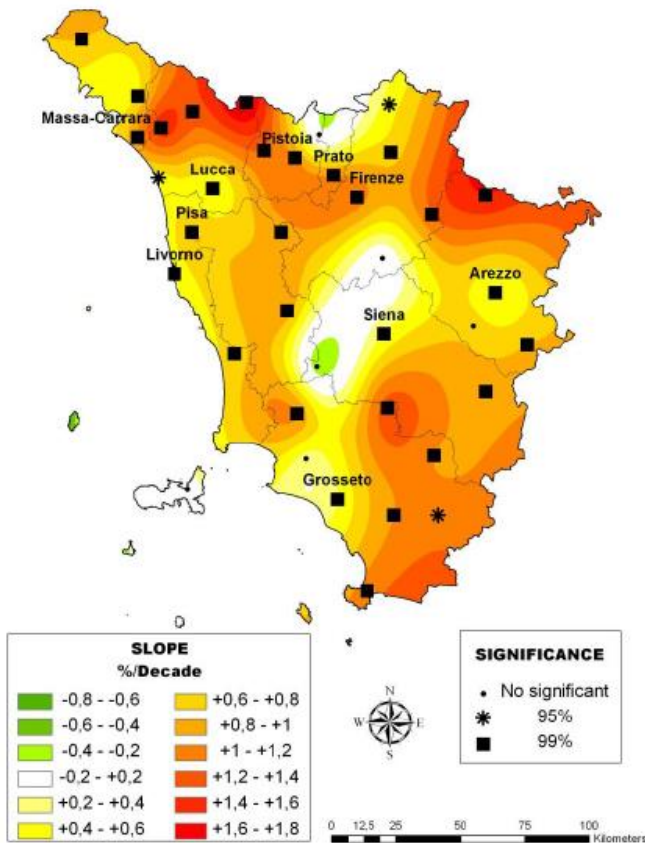 Massa-Carrara
Pistoia
Prato
Lucca
Firenze
Pisa
Livorno
Arezzo
Siena
Grosseto
SLOPE
%/Decade
-0,8 - -0,6
-0,6 - -0,4
-0,4 - -0,2
-0,2 - +0,2
+0,2 - +0,4
+0,4 - +0,6
+0,6 - +0,8
+0,8 - +1
+1 - +1,2
+1,2 - +1,4
+1,4 - +1,6
+1,6 - +1,8
N
W E
S
SIGNIFICANCE
No significant
95%
99%
0 12,5 25 50 75 100
Kilometers